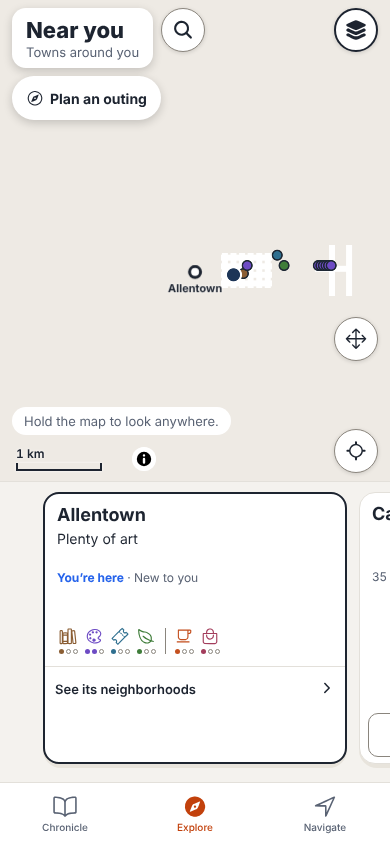 Near you
Towns around you
Plan an outing
Allentown
Hold the map to look anywhere.
1 km
Allentown
Plenty of art
You're here · New to you
See its neighborhoods
Ca
35
Chronicle
Explore
Navigate